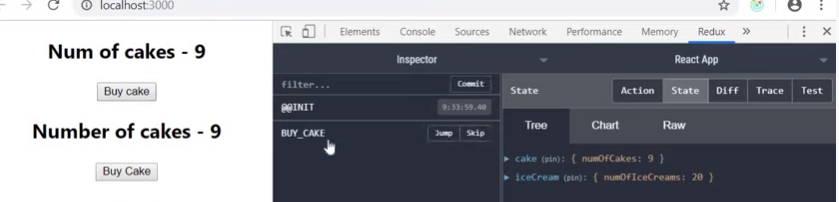 localhost:3000
Num of cakes - 9
Buy cake
Number of cakes - 9
Buy Cake
Elements Console Sources Network Performance Memory Redux »
Inspector React App
filter... Commit
@@INIT 9:33:59.40
BUY_CAKE Jump Skip
State Action State Diff Trace Test
Tree Chart Raw
▶ cake (pin): { numOfCakes: 9 }
▶ iceCream (pin): { numOfIceCreams: 20 }